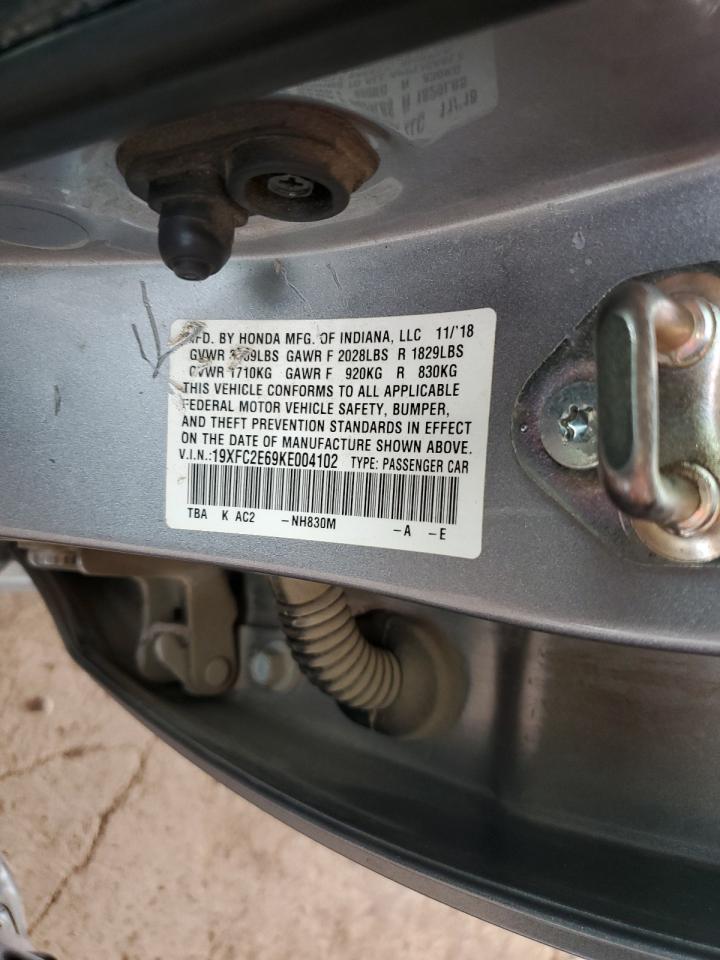 MFD. BY HONDA MFG. OF INDIANA, LLC 11/'18
GVWR LBS GAWR F 2028LBS R 1829LBS
GVWR 1710KG GAWR F 920KG R 830KG
THIS VEHICLE CONFORMS TO ALL APPLICABLE
FEDERAL MOTOR VEHICLE SAFETY, BUMPER,
AND THEFT PREVENTION STANDARDS IN EFFECT
ON THE DATE OF MANUFACTURE SHOWN ABOVE.
V.I.N.:19XFC2E69KE004102 TYPE: PASSENGER CAR
TBA K AC2 -NH830M -A -E